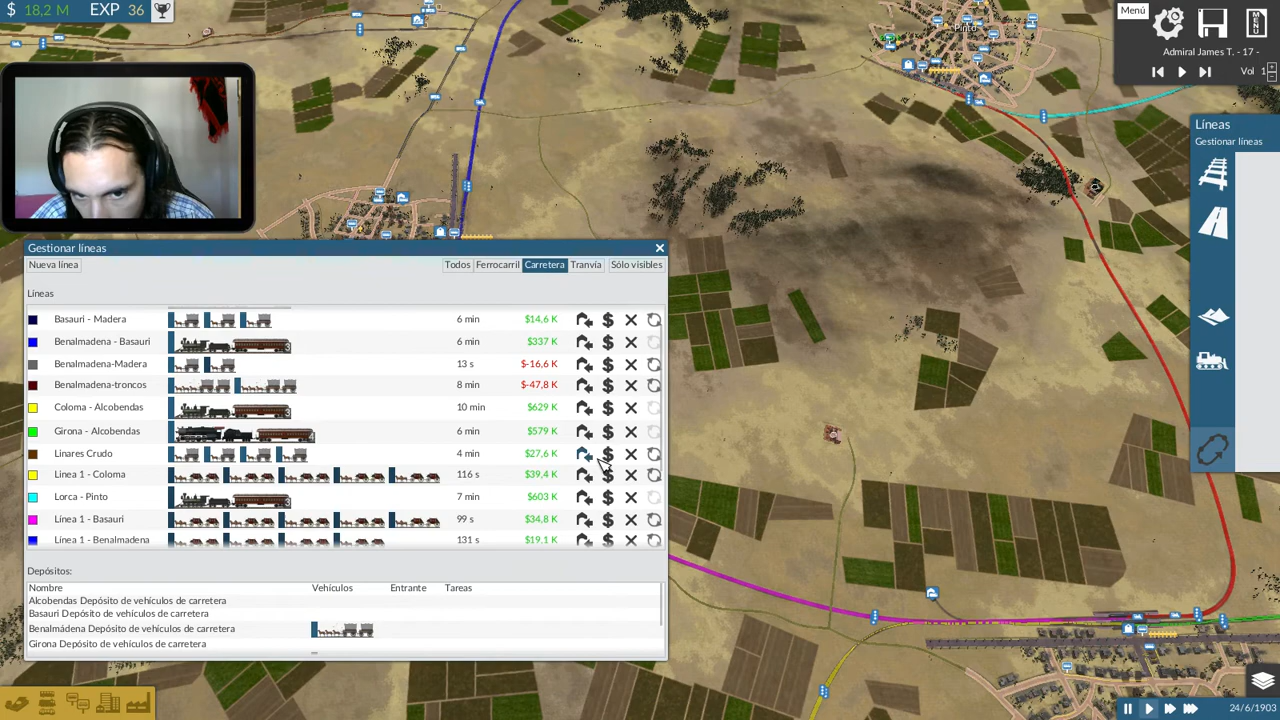 $ 18,2 M EXP 36
Menú
Admiral James T. - 17 -
Vol 1
Pinto
Líneas
Gestionar líneas
Gestionar líneas
Nueva línea Todos Ferrocarril Carretera Tranvía Sólo visibles
Líneas
Basauri - Madera 6 min $14,6 K
Benalmadena - Basauri 6 min $337 K
Benalmadena-Madera 13 s $-16,6 K
Benalmadena-troncos 8 min $-47,8 K
Coloma - Alcobendas 10 min $629 K
Girona - Alcobendas 6 min $579 K
Linares Crudo 4 min $27,6 K
Linea 1 - Coloma 116 s $39,4 K
Lorca - Pinto 7 min $603 K
Línea 1 - Basauri 99 s $34,8 K
Línea 1 - Benalmadena 131 s $19,1 K
Depósitos:
Nombre Vehículos Entrante Tareas
Alcobendas Depósito de vehículos de carretera
Basauri Depósito de vehículos de carretera
Benalmádena Depósito de vehículos de carretera
Girona Depósito de vehículos de carretera
24/6/1903